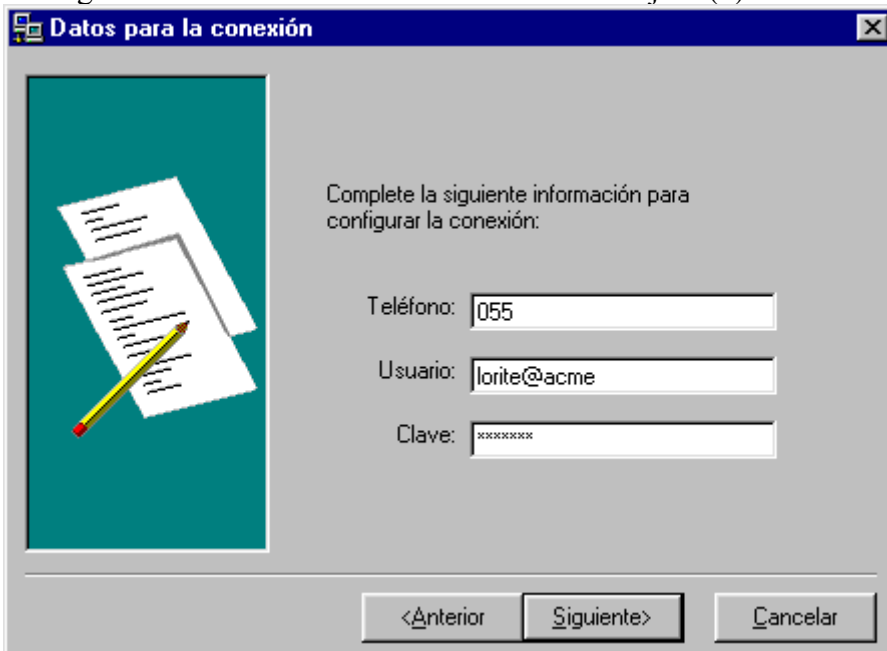 Datos para la conexión
Complete la siguiente información para
configurar la conexión:
Teléfono: 055
Usuario: lorite@acme
Clave: *******
<Anterior Siguiente> Cancelar